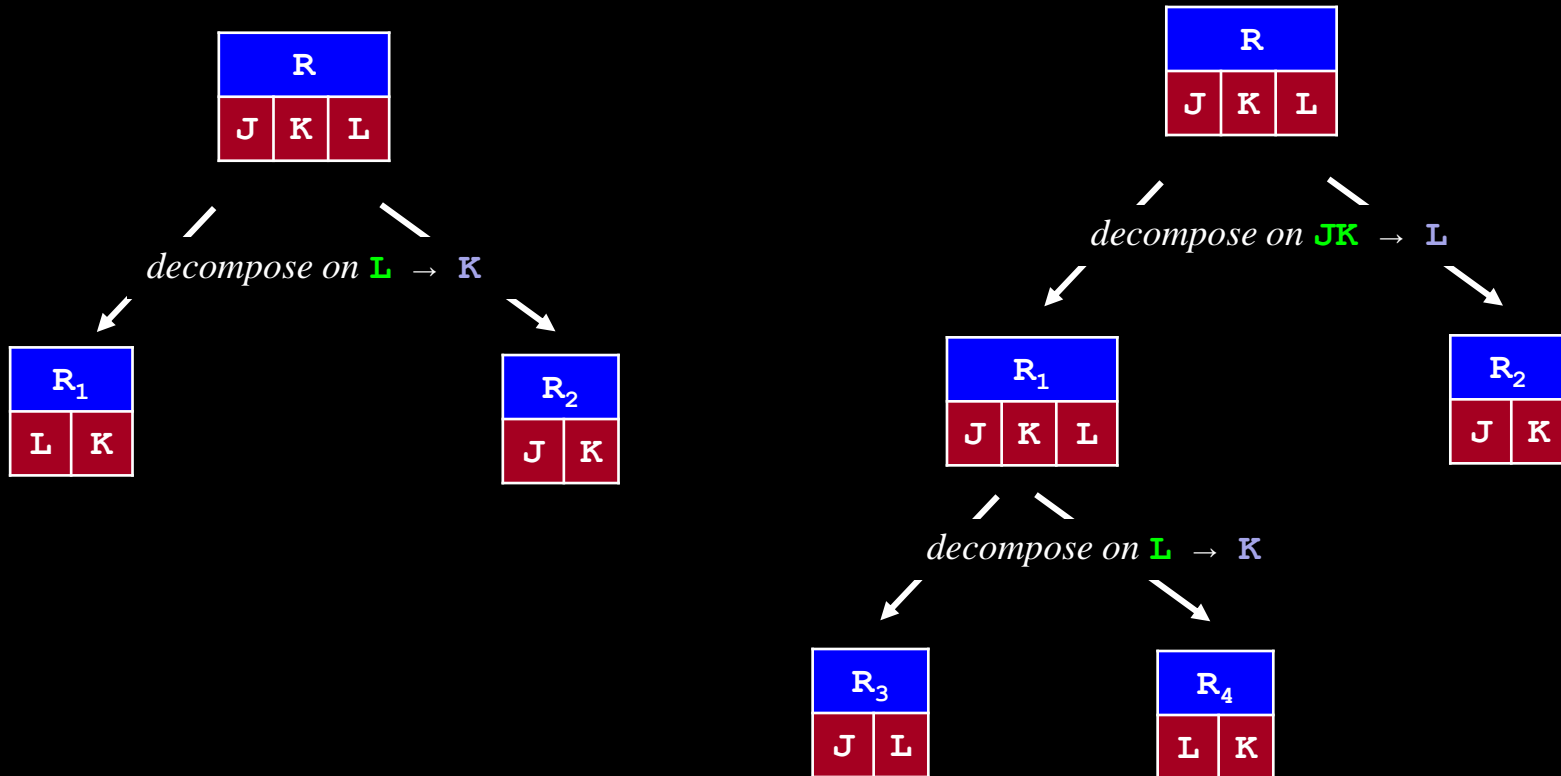 R
J K L
decompose on L → K
R1
L K
R2
J K
R
J K L
decompose on JK → L
R1
J K L
R2
J K
decompose on L → K
R3
J L
R4
L K